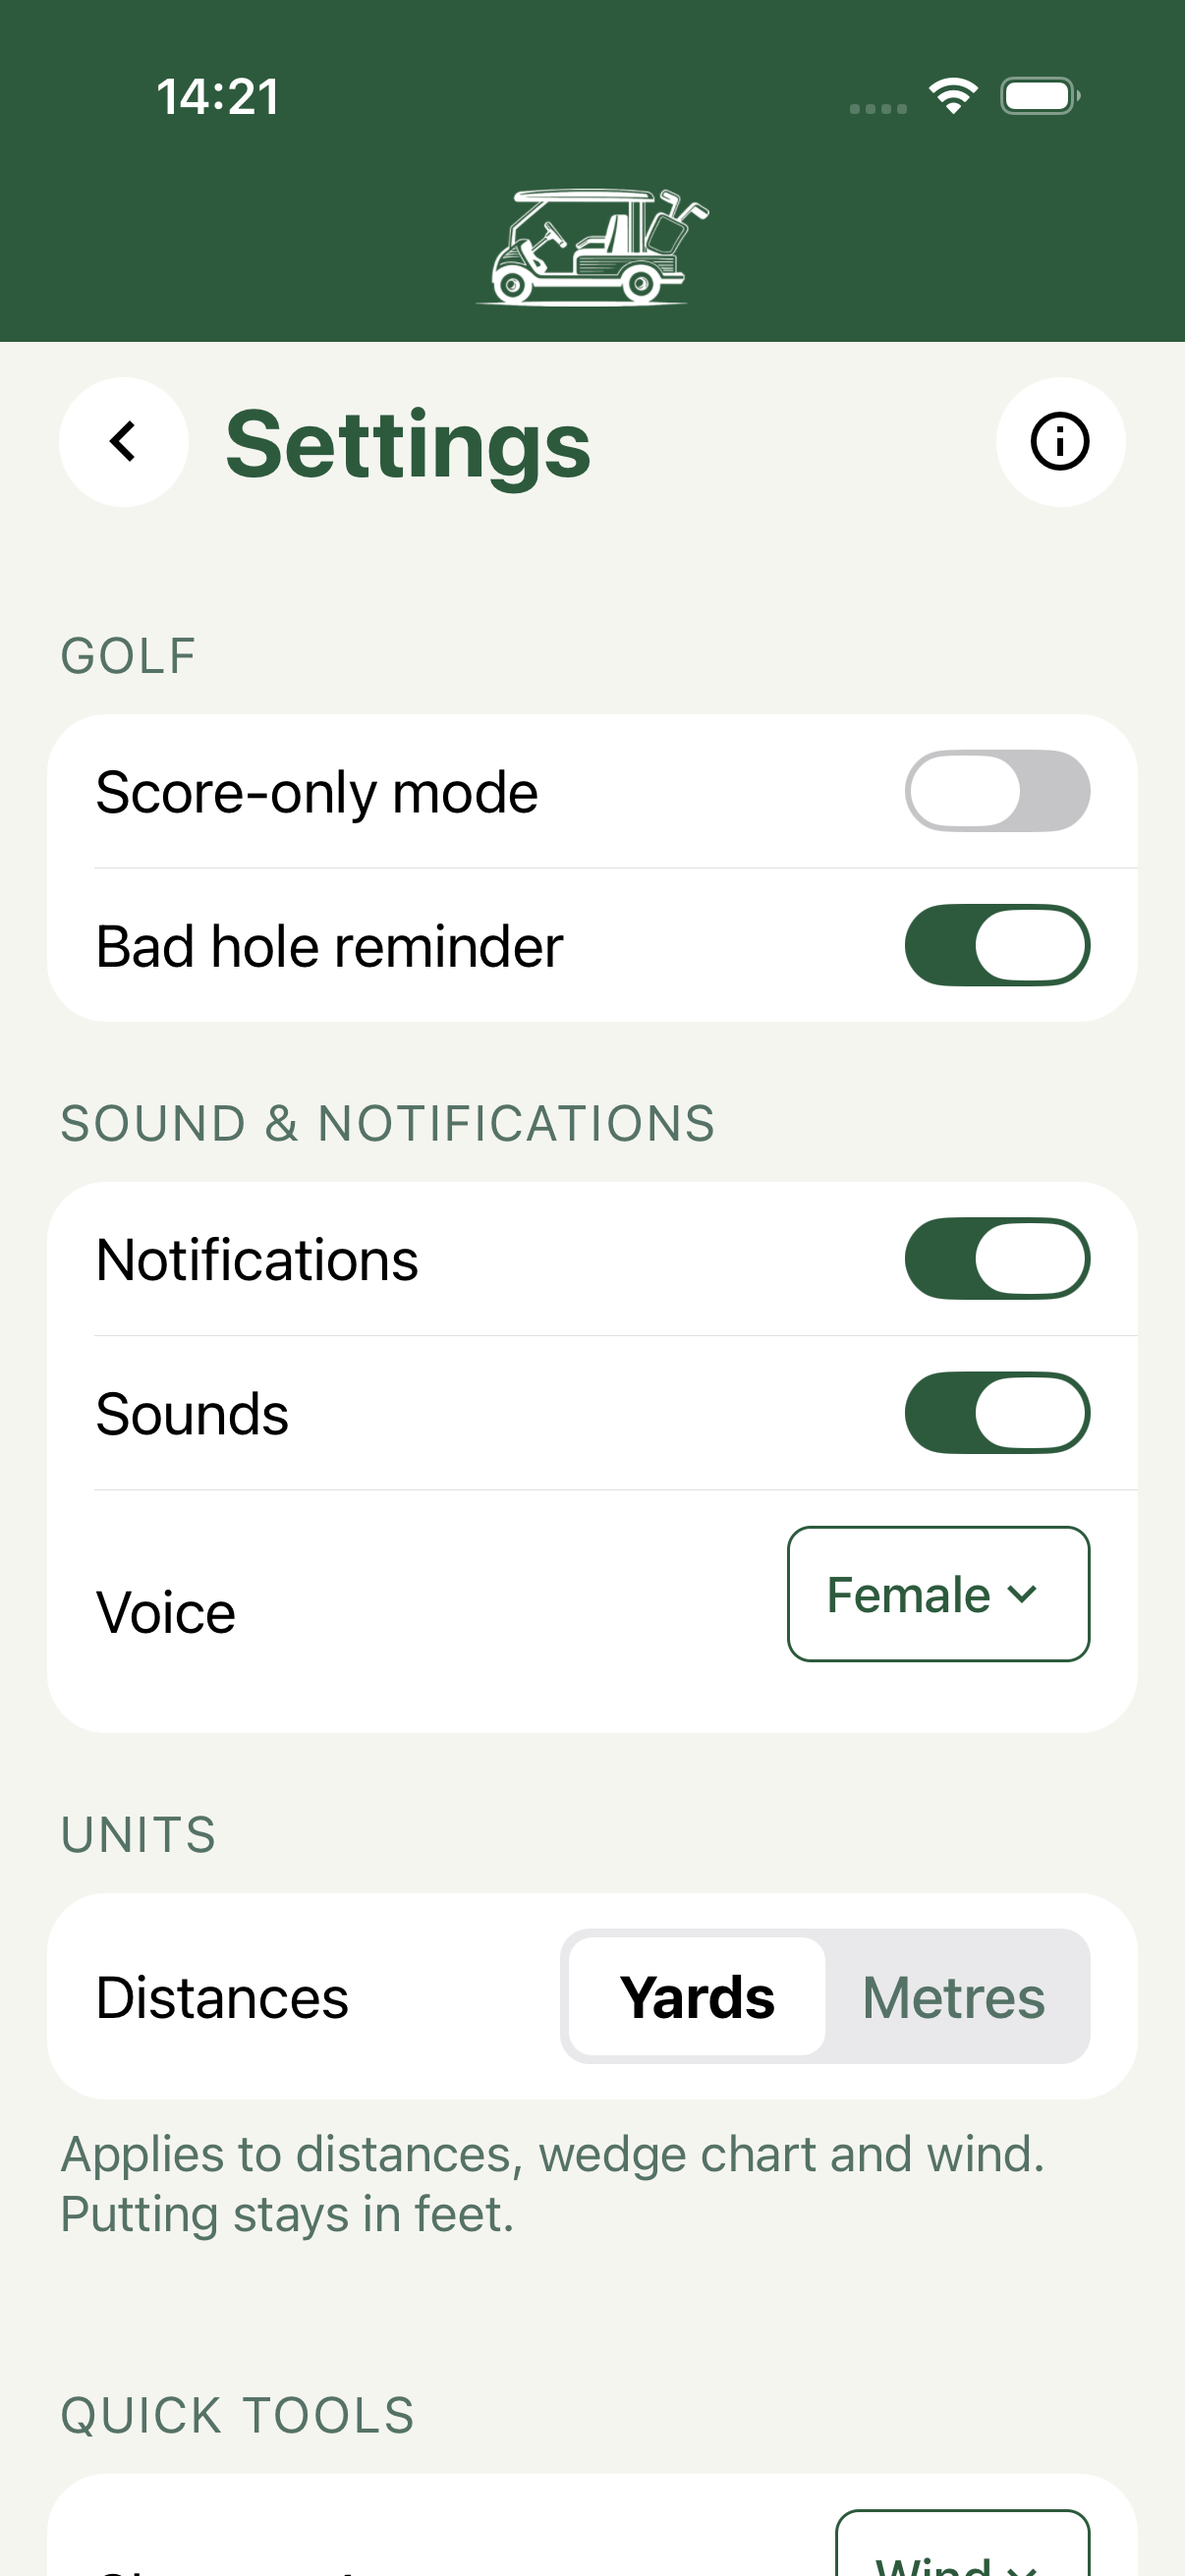 14:21
Settings
GOLF
Score-only mode
Bad hole reminder
SOUND & NOTIFICATIONS
Notifications
Sounds
Voice
Female
UNITS
Distances
Yards
Metres
Applies to distances, wedge chart and wind.
Putting stays in feet.
QUICK TOOLS
Wind